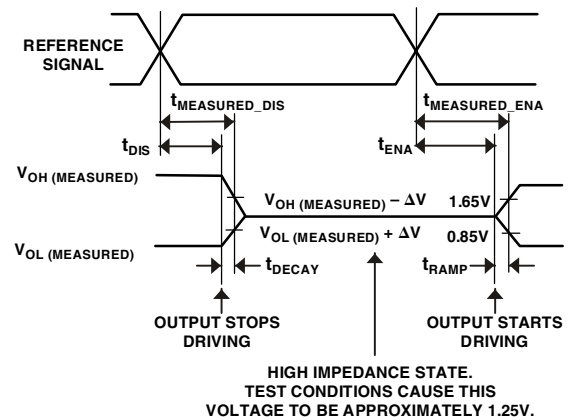 REFERENCE
SIGNAL
tMEASURED_DIS
tMEASURED_ENA
tDIS
tENA
VOH (MEASURED)
VOH (MEASURED) – ΔV
1.65V
VOL (MEASURED) + ΔV
0.85V
VOL (MEASURED)
tDECAY
tRAMP
OUTPUT STOPS
DRIVING
OUTPUT STARTS
DRIVING
HIGH IMPEDANCE STATE.
TEST CONDITIONS CAUSE THIS
VOLTAGE TO BE APPROXIMATELY 1.25V.